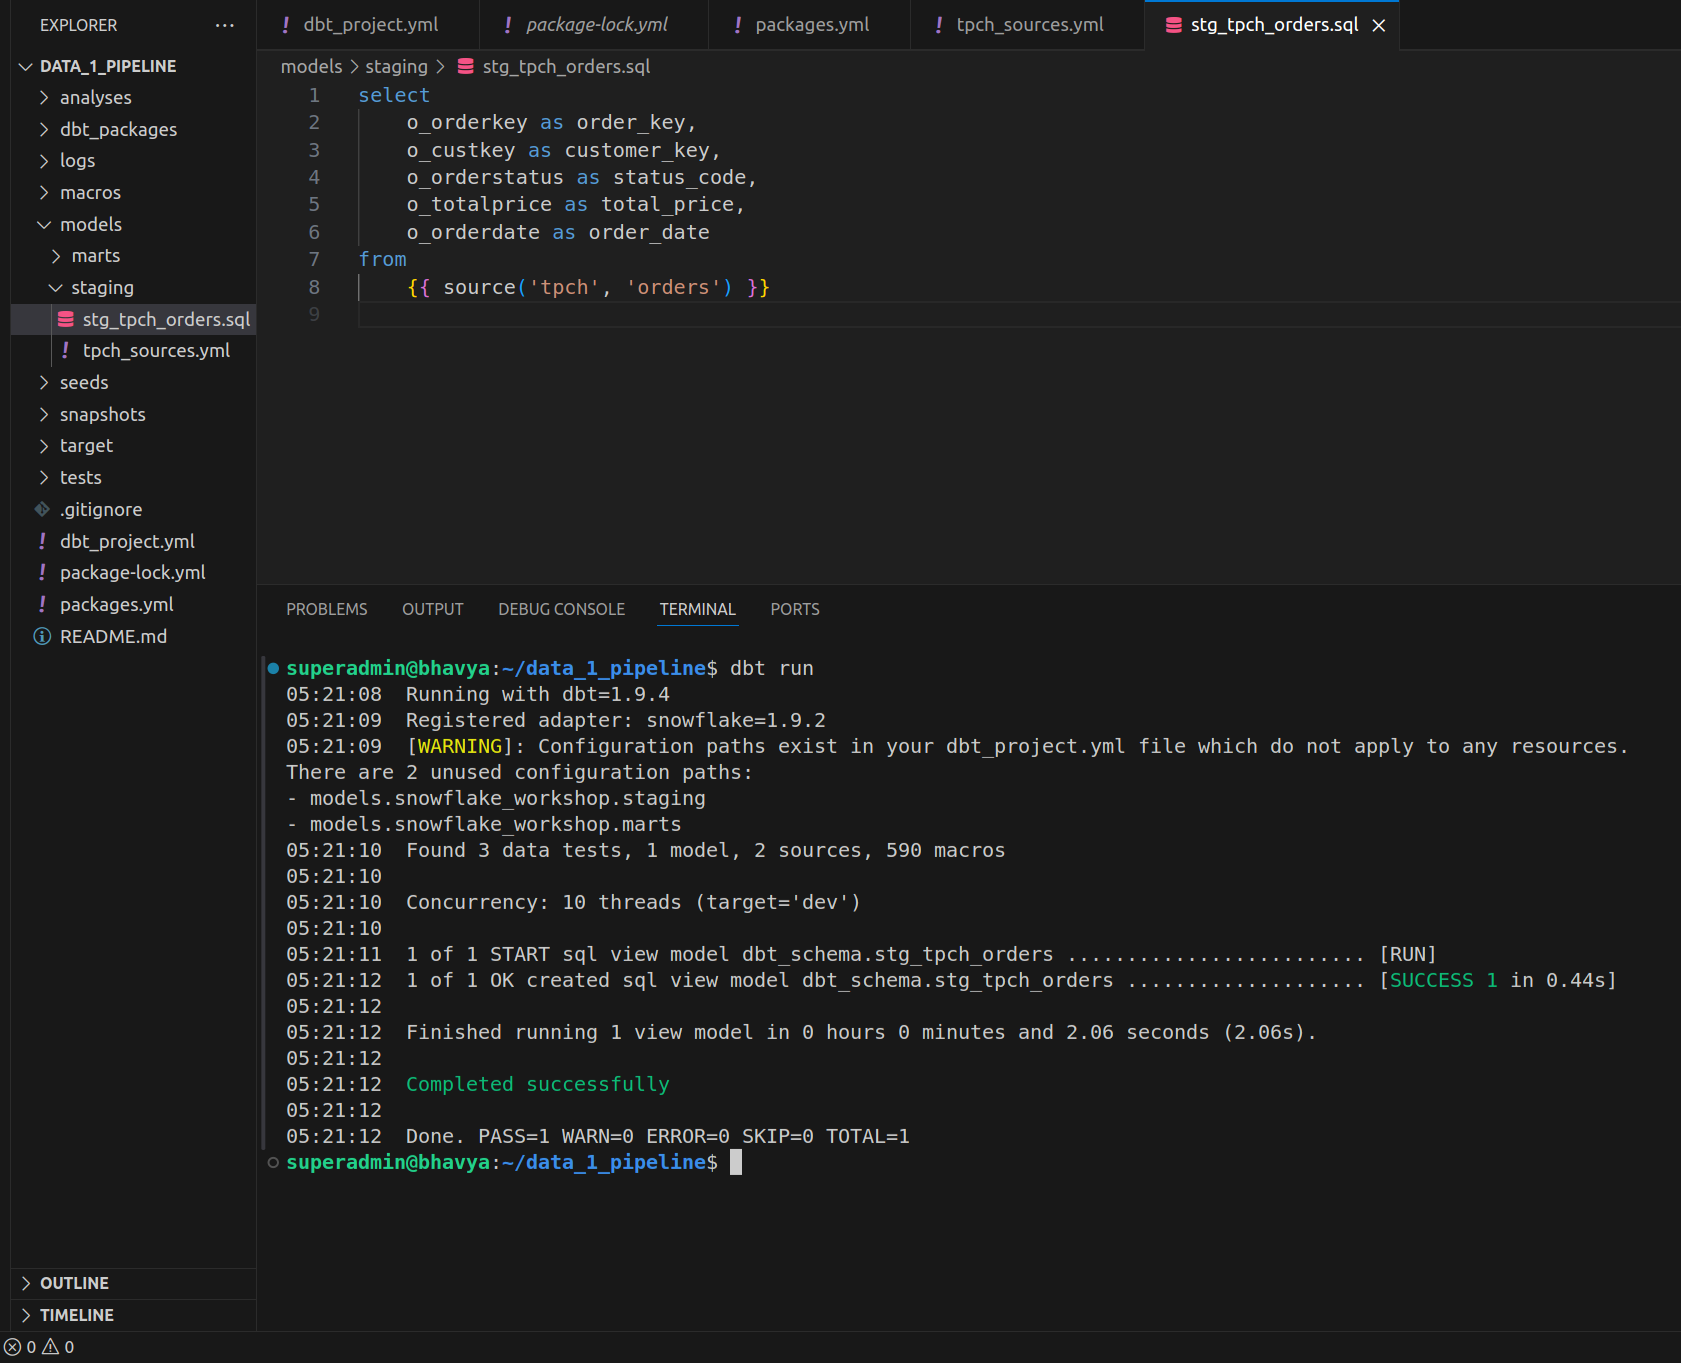 EXPLORER
DATA_1_PIPELINE
analyses
dbt_packages
logs
macros
models
marts
staging
stg_tpch_orders.sql
tpch_sources.yml
seeds
snapshots
target
tests
.gitignore
dbt_project.yml
package-lock.yml
packages.yml
README.md
OUTLINE
TIMELINE
dbt_project.yml package-lock.yml packages.yml tpch_sources.yml stg_tpch_orders.sql
models > staging > stg_tpch_orders.sql
1 select
2 o_orderkey as order_key,
3 o_custkey as customer_key,
4 o_orderstatus as status_code,
5 o_totalprice as total_price,
6 o_orderdate as order_date
7 from
8 {{ source('tpch', 'orders') }}
9
PROBLEMS OUTPUT DEBUG CONSOLE TERMINAL PORTS
superadmin@bhavya:~/data_1_pipeline$ dbt run
05:21:08 Running with dbt=1.9.4
05:21:09 Registered adapter: snowflake=1.9.2
05:21:09 [WARNING]: Configuration paths exist in your dbt_project.yml file which do not apply to any resources.
There are 2 unused configuration paths:
- models.snowflake_workshop.staging
- models.snowflake_workshop.marts
05:21:10 Found 3 data tests, 1 model, 2 sources, 590 macros
05:21:10
05:21:10 Concurrency: 10 threads (target='dev')
05:21:10
05:21:11 1 of 1 START sql view model dbt_schema.stg_tpch_orders ......................... [RUN]
05:21:12 1 of 1 OK created sql view model dbt_schema.stg_tpch_orders .................... [SUCCESS 1 in 0.44s]
05:21:12
05:21:12 Finished running 1 view model in 0 hours 0 minutes and 2.06 seconds (2.06s).
05:21:12
05:21:12 Completed successfully
05:21:12
05:21:12 Done. PASS=1 WARN=0 ERROR=0 SKIP=0 TOTAL=1
superadmin@bhavya:~/data_1_pipeline$
0 0